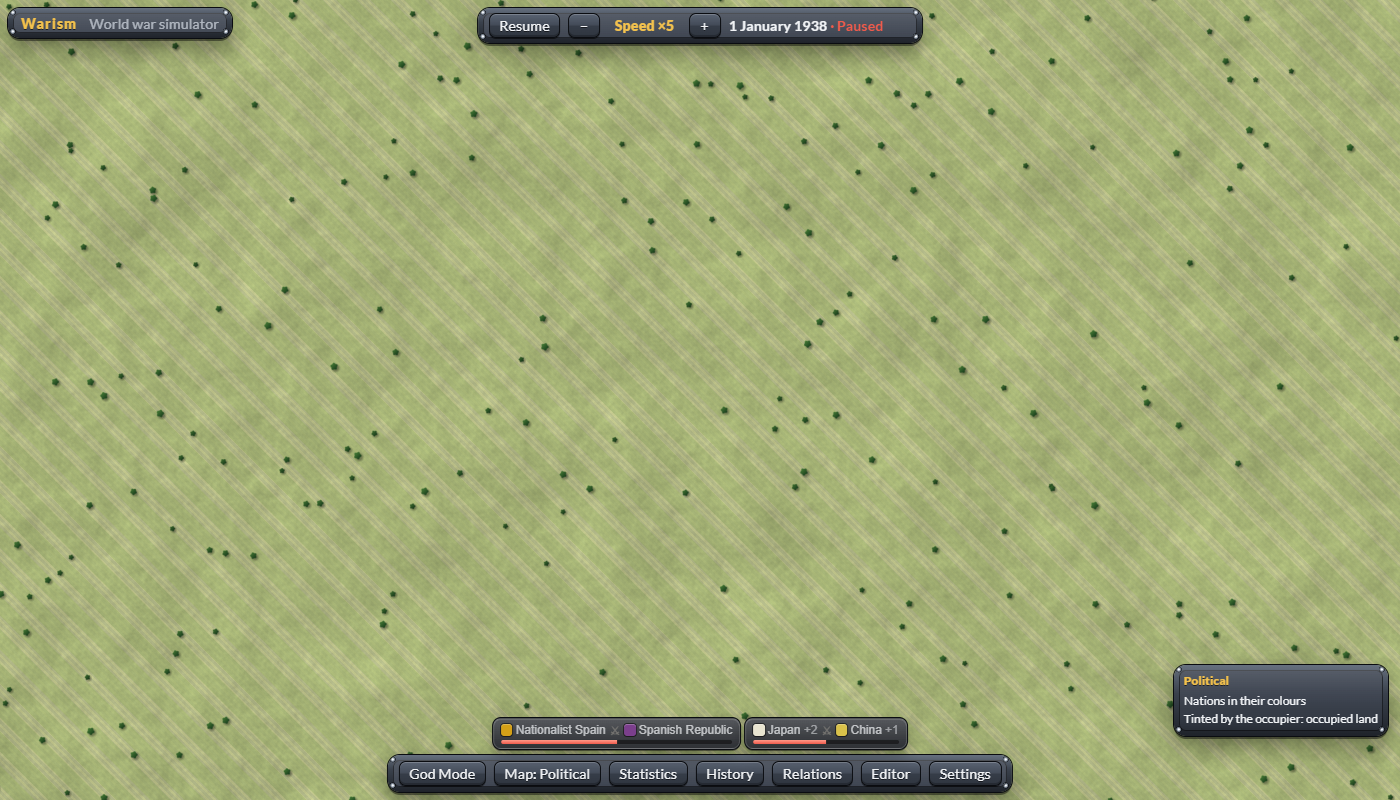 Warism World war simulator
Resume − Speed ×5 + 1 January 1938 · Paused
Political
Nations in their colours
Tinted by the occupier: occupied land
Nationalist Spain ⚔ Spanish Republic
Japan +2 ⚔ China +1
God Mode Map: Political Statistics History Relations Editor Settings